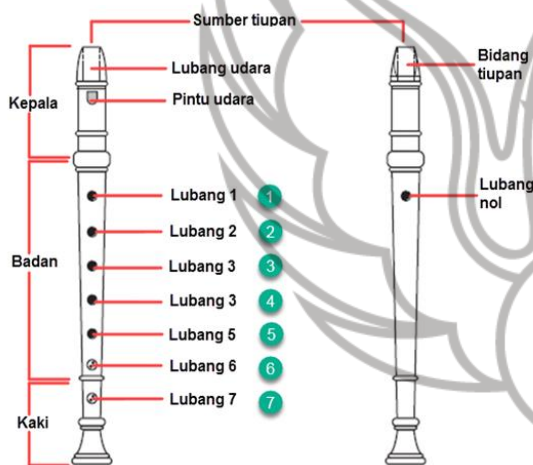 Sumber tiupan
Lubang udara
Pintu udara
Kepala
Bidang
tiupan
Lubang 1 1
Lubang
nol
Lubang 2 2
Badan
Lubang 3 3
Lubang 3 4
Lubang 5 5
Lubang 6 6
Lubang 7 7
Kaki